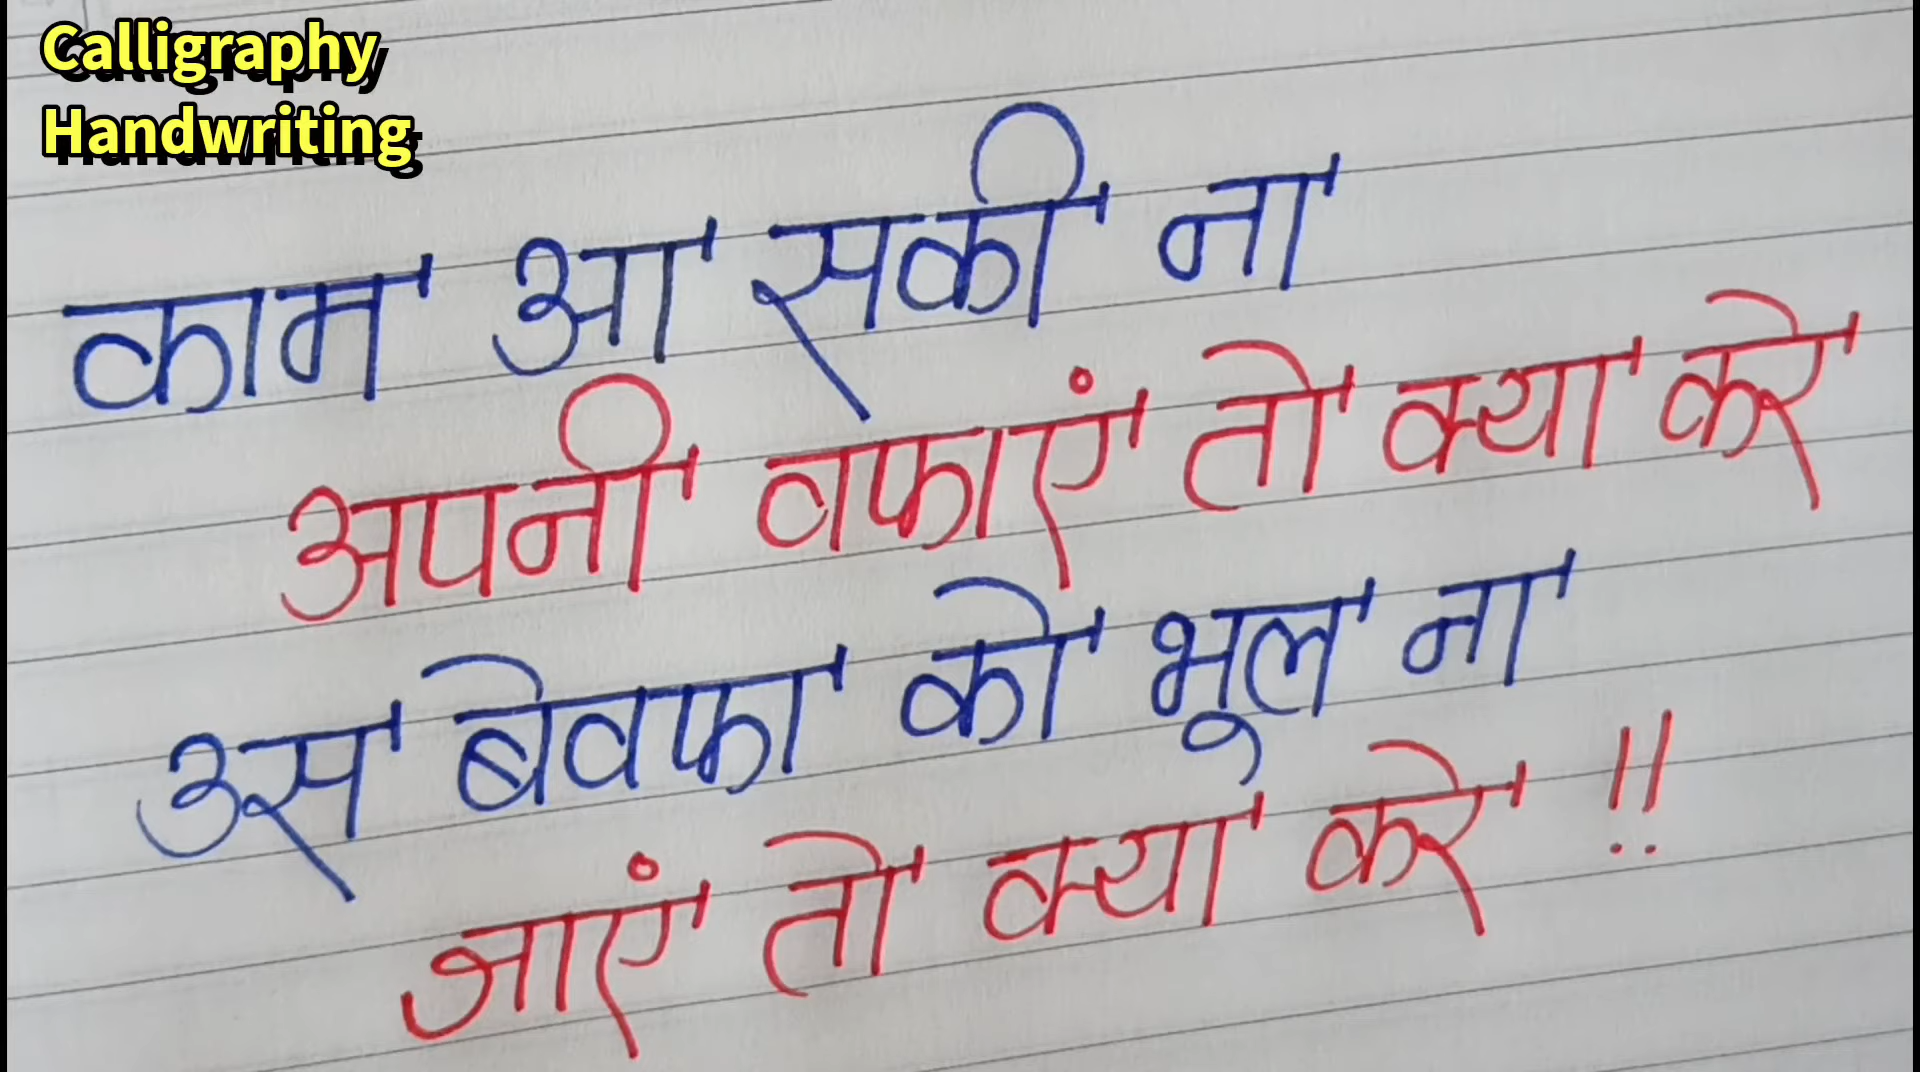 Calligraphy
Handwriting
काम आ सकी ना
अपनी वफाएं तो क्या करे
उस बेवफा को भूल ना
जाएं तो क्या करे !!